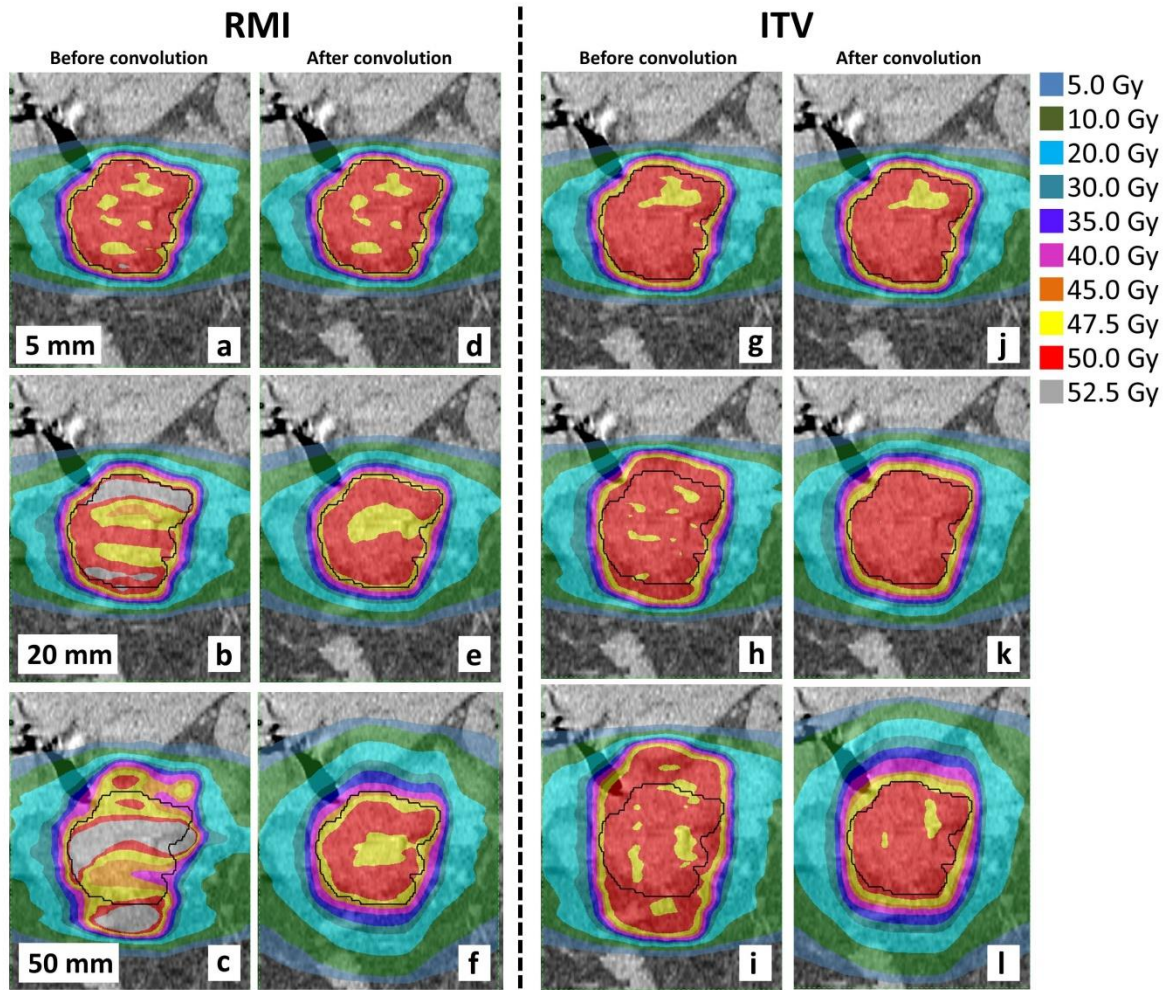 RMI
ITV
Before convolution
After convolution
Before convolution
After convolution
5.0 Gy
10.0 Gy
20.0 Gy
30.0 Gy
35.0 Gy
40.0 Gy
45.0 Gy
47.5 Gy
50.0 Gy
52.5 Gy
5 mm
a
d
g
j
20 mm
b
e
h
k
50 mm
c
f
i
l